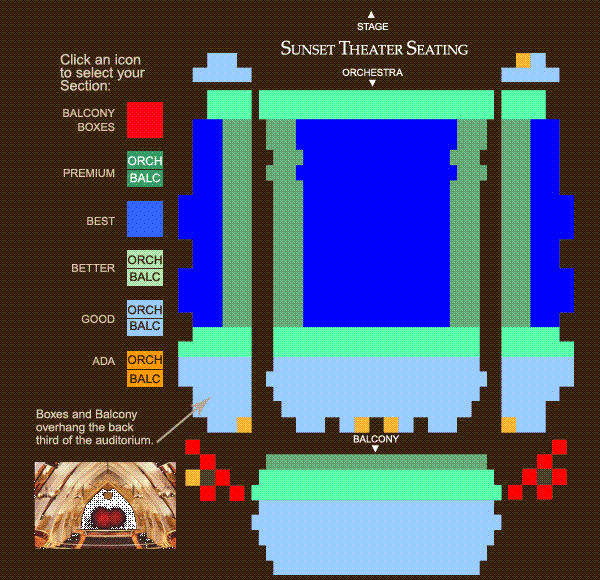 STAGE
SUNSET THEATER SEATING
ORCHESTRA
Click an icon
to select your
Section:
BALCONY
BOXES
PREMIUM
ORCH
BALC
BEST
BETTER
ORCH
BALC
GOOD
ORCH
BALC
ADA
ORCH
BALC
Boxes and Balcony
overhang the back
third of the auditorium.
BALCONY